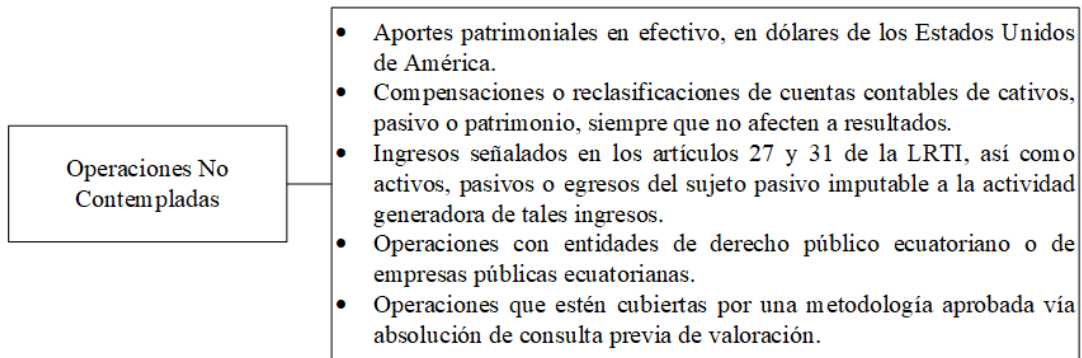 Operaciones No
Contempladas
• Aportes patrimoniales en efectivo, en dólares de los Estados Unidos
de América.
• Compensaciones o reclasificaciones de cuentas contables de cativos,
pasivo o patrimonio, siempre que no afecten a resultados.
• Ingresos señalados en los artículos 27 y 31 de la LRTI, así como
activos, pasivos o egresos del sujeto pasivo imputable a la actividad
generadora de tales ingresos.
• Operaciones con entidades de derecho público ecuatoriano o de
empresas públicas ecuatorianas.
• Operaciones que estén cubiertas por una metodología aprobada vía
absolución de consulta previa de valoración.